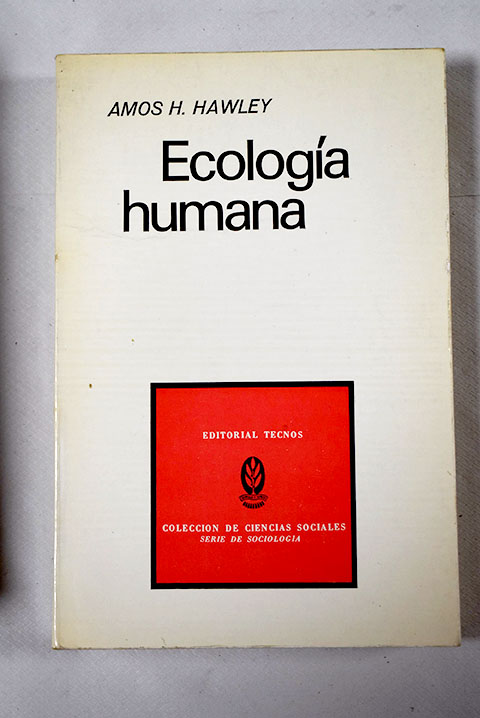 AMOS H. HAWLEY
Ecología
humana
EDITORIAL TECNOS
COLECCION DE CIENCIAS SOCIALES
SERIE DE SOCIOLOGIA